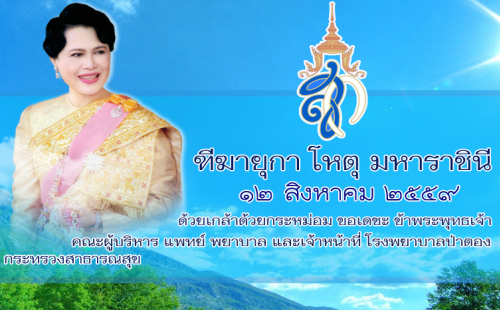 ฑีฆายุกา โหตุ มหาราชินี
๑๒ สิงหาคม ๒๕๕๙
ด้วยเกล้าด้วยกระหม่อม ขอเดชะ ข้าพระพุทธเจ้า
คณะผู้บริหาร แพทย์ พยาบาล และเจ้าหน้าที่ โรงพยาบาลป่าตอง
กระทรวงสาธารณสุข